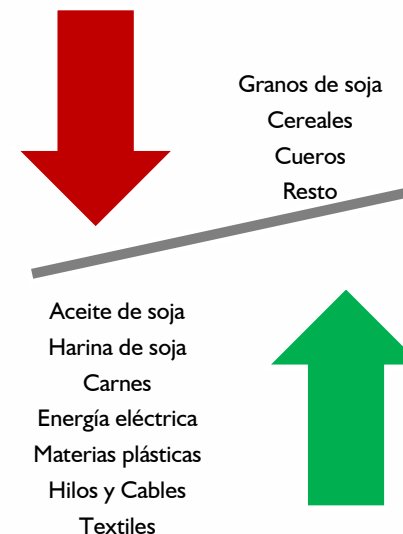 Granos de soja
Cereales
Cueros
Resto
Aceite de soja
Harina de soja
Carnes
Energía eléctrica
Materias plásticas
Hilos y Cables
Textiles